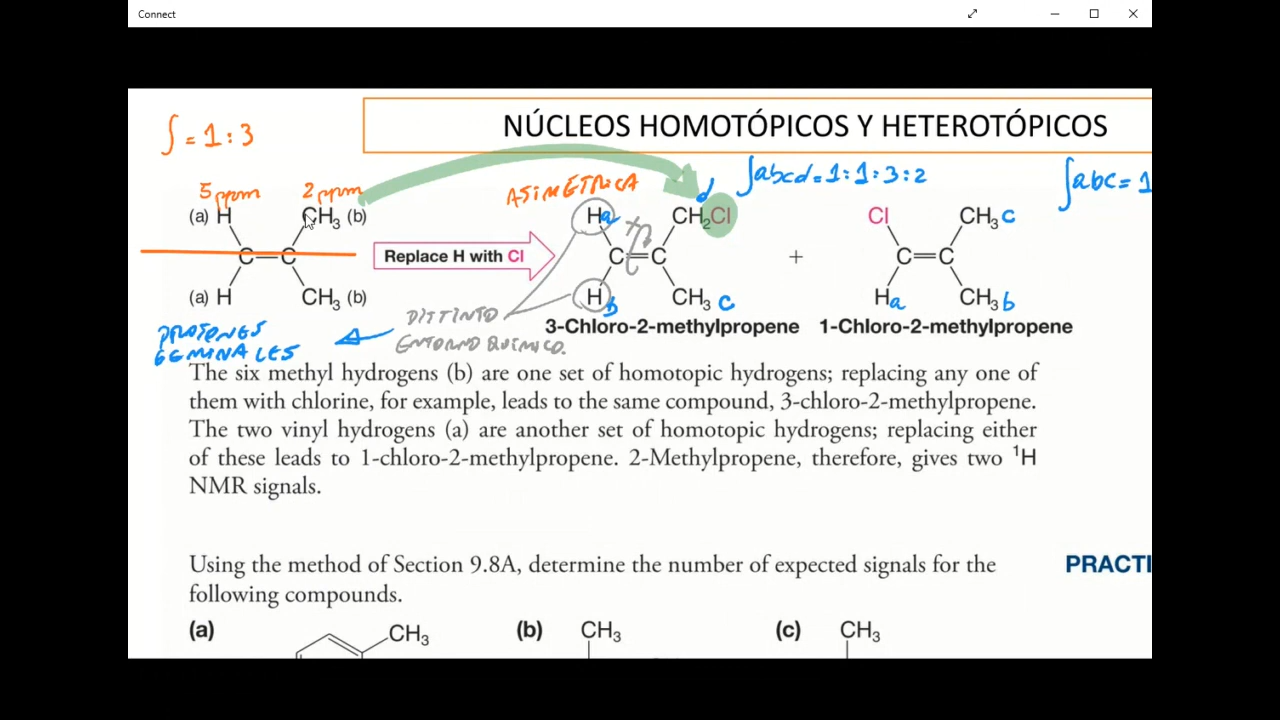 Connect
NÚCLEOS HOMOTÓPICOS Y HETEROTÓPICOS
∫ = 1:3
5 ppm 2 ppm
ASIMETRICA
d ∫abcd = 1:1:3:2
∫abc = 1
(a) H CH₃ (b)
Ha CH₂Cl
Cl CH₃ c
C=C
Replace H with Cl
C=C
+
C=C
(a) H CH₃ (b)
H b CH₃ c
Ha CH₃ b
DISTINTO
ENTORNO QUIMICO.
PROTONES
GEMINALES
3-Chloro-2-methylpropene 1-Chloro-2-methylpropene
The six methyl hydrogens (b) are one set of homotopic hydrogens; replacing any one of
them with chlorine, for example, leads to the same compound, 3-chloro-2-methylpropene.
The two vinyl hydrogens (a) are another set of homotopic hydrogens; replacing either
of these leads to 1-chloro-2-methylpropene. 2-Methylpropene, therefore, gives two ¹H
NMR signals.
Using the method of Section 9.8A, determine the number of expected signals for the
following compounds.
PRACTI
(a) CH₃ (b) CH₃ (c) CH₃